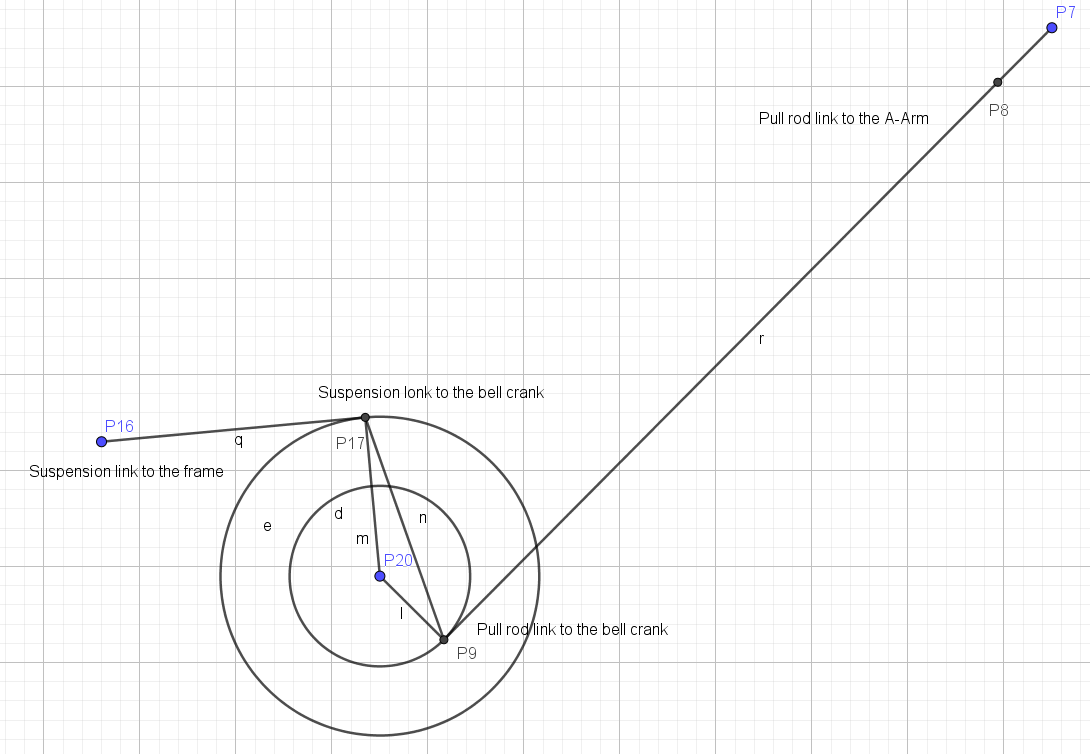 P7
P8
Pull rod link to the A-Arm
r
Suspension lonk to the bell crank
P16
P17
q
Suspension link to the frame
e
d
n
m
P20
l
Pull rod link to the bell crank
P9